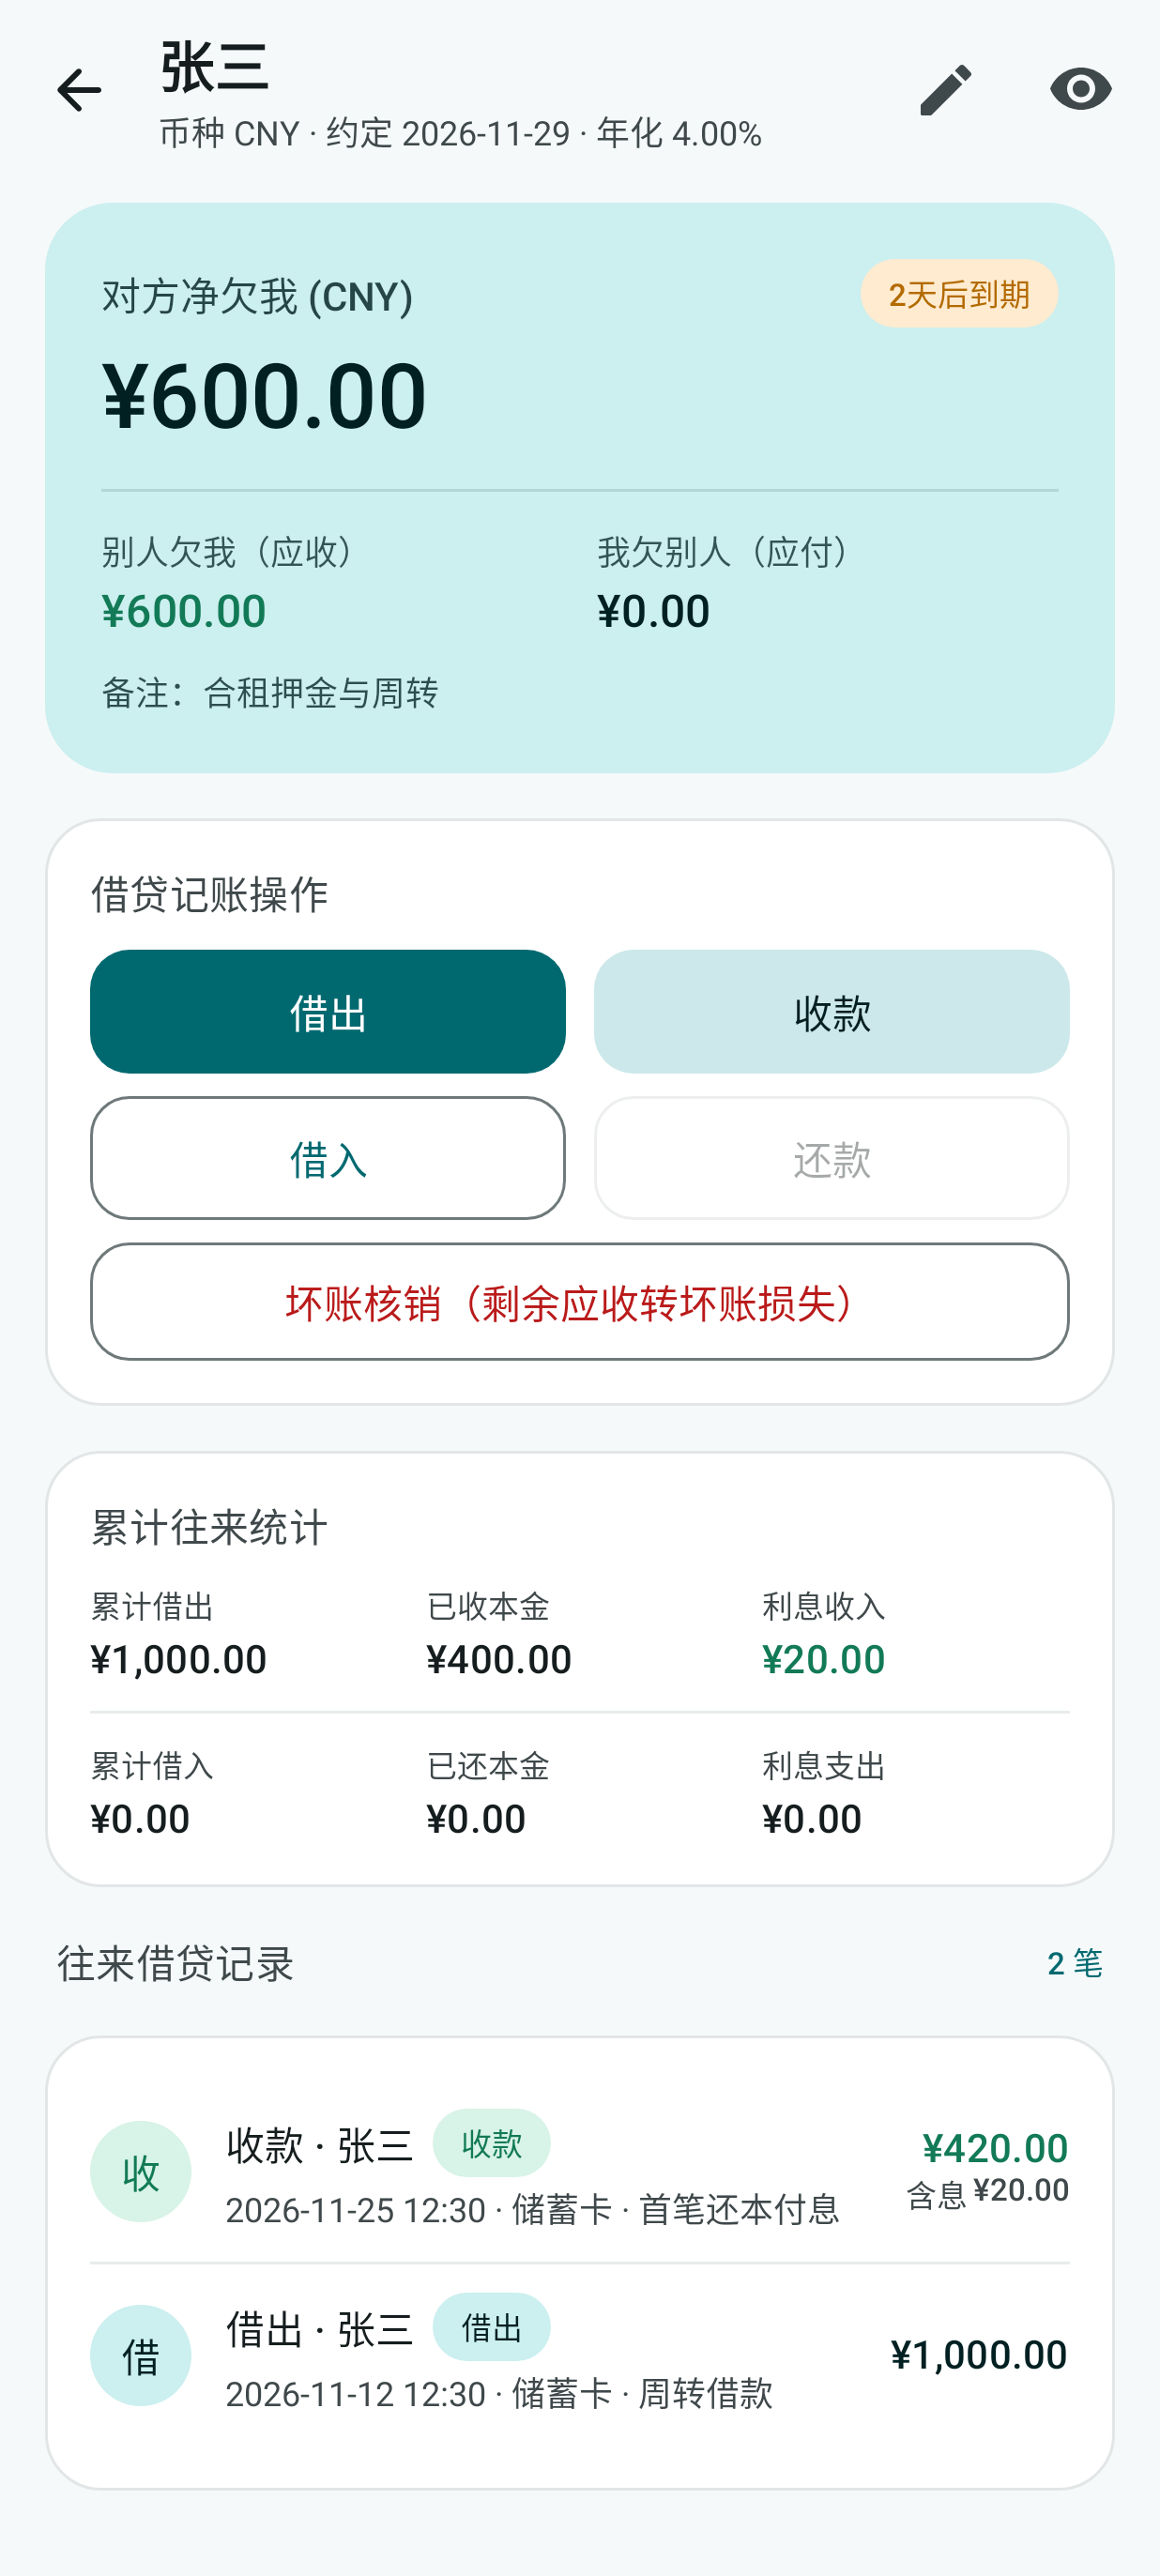 张三
币种 CNY · 约定 2026-11-29 · 年化 4.00%
对方净欠我 (CNY)
2天后到期
¥600.00
别人欠我（应收）
我欠别人（应付）
¥600.00
¥0.00
备注：合租押金与周转
借贷记账操作
借出
收款
借入
还款
坏账核销（剩余应收转坏账损失）
累计往来统计
累计借出
已收本金
利息收入
¥1,000.00
¥400.00
¥20.00
累计借入
已还本金
利息支出
¥0.00
¥0.00
¥0.00
往来借贷记录
2 笔
收
收款 · 张三
收款
¥420.00
2026-11-25 12:30 · 储蓄卡 · 首笔还本付息
含息 ¥20.00
借
借出 · 张三
借出
¥1,000.00
2026-11-12 12:30 · 储蓄卡 · 周转借款